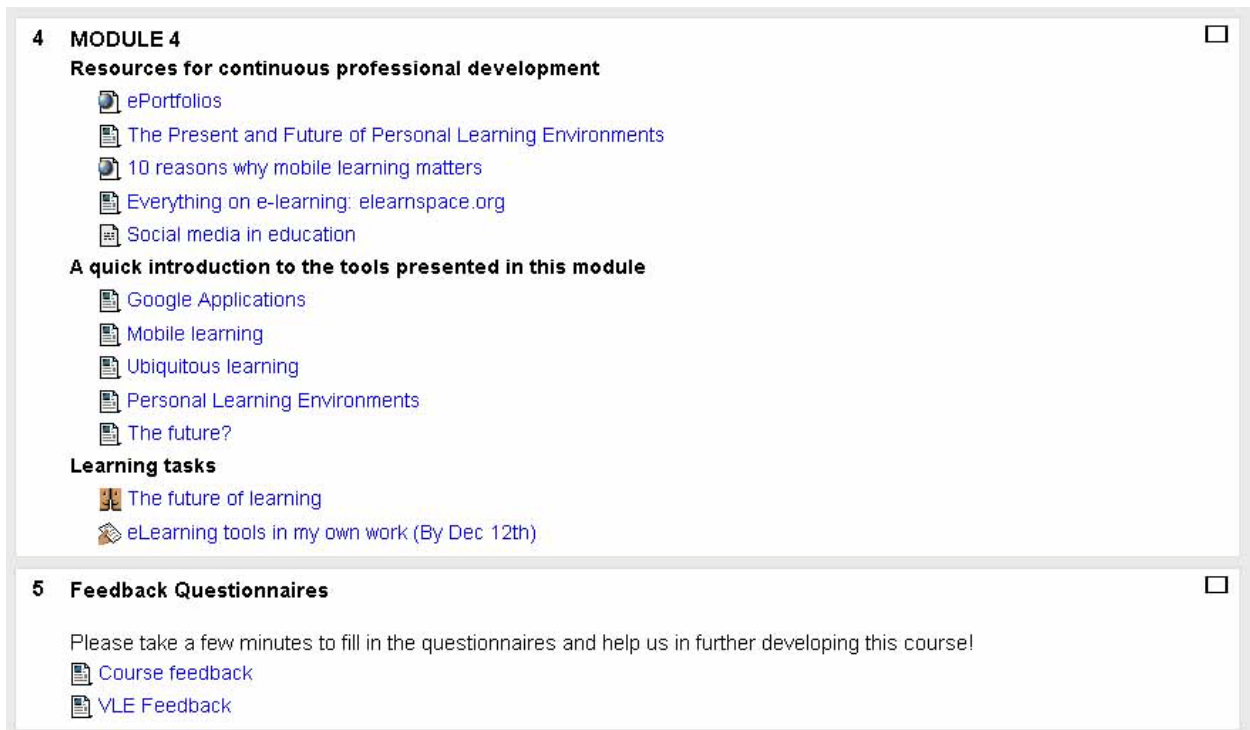 4 MODULE 4
Resources for continuous professional development
ePortfolios
The Present and Future of Personal Learning Environments
10 reasons why mobile learning matters
Everything on e-learning: elearnspace.org
Social media in education
A quick introduction to the tools presented in this module
Google Applications
Mobile learning
Ubiquitous learning
Personal Learning Environments
The future?
Learning tasks
The future of learning
eLearning tools in my own work (By Dec 12th)
5 Feedback Questionnaires
Please take a few minutes to fill in the questionnaires and help us in further developing this course!
Course feedback
VLE Feedback